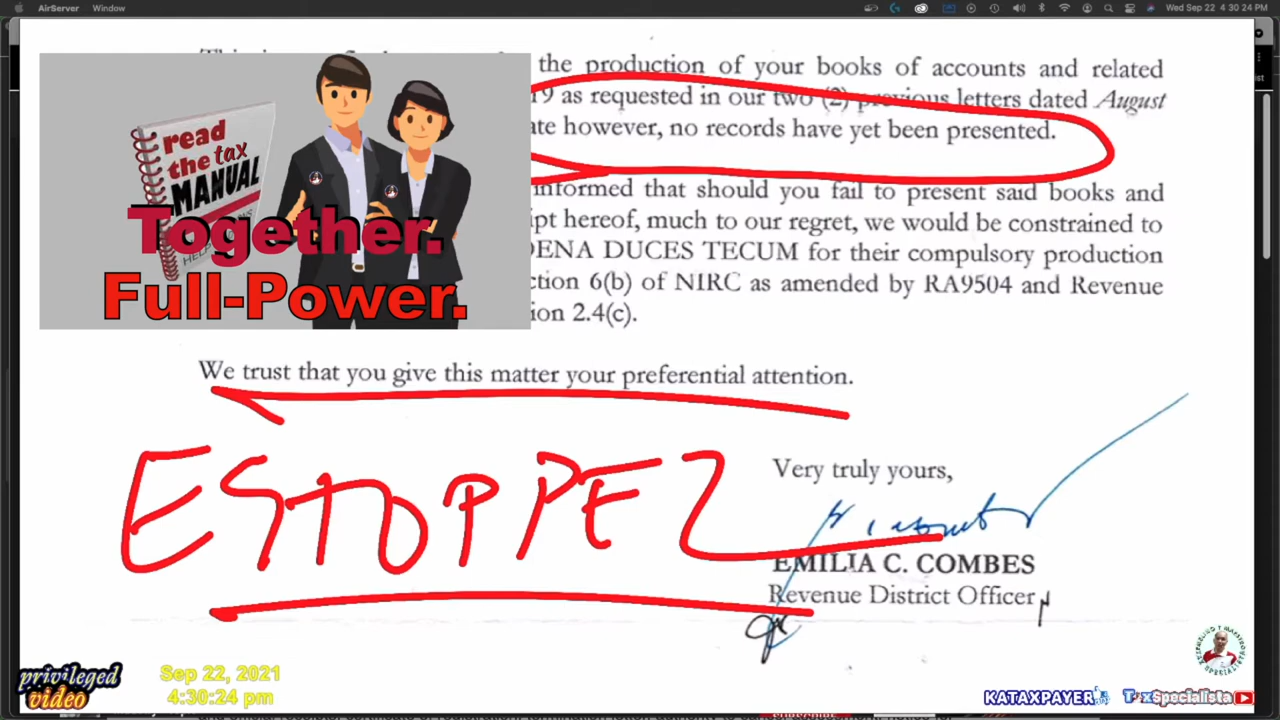 AirServer Window
Wed Sep 22 4:30:24 PM
the production of your books of accounts and related
19 as requested in our two (2) previous letters dated August
however, no records have yet been presented.
informed that should you fail to present said books and
hereof, much to our regret, we would be constrained to
DUCES TECUM for their compulsory production
6(b) of NIRC as amended by RA9504 and Revenue
2.4(c).
read
the tax
MANUAL
Together.
Full-Power.
We trust that you give this matter your preferential attention.
ESTOPPEL
Very truly yours,
EMILIA C. COMBES
Revenue District Officer
privileged
video
Sep 22, 2021
4:30:24 pm
KATAXPAYER
TaxSpecialista